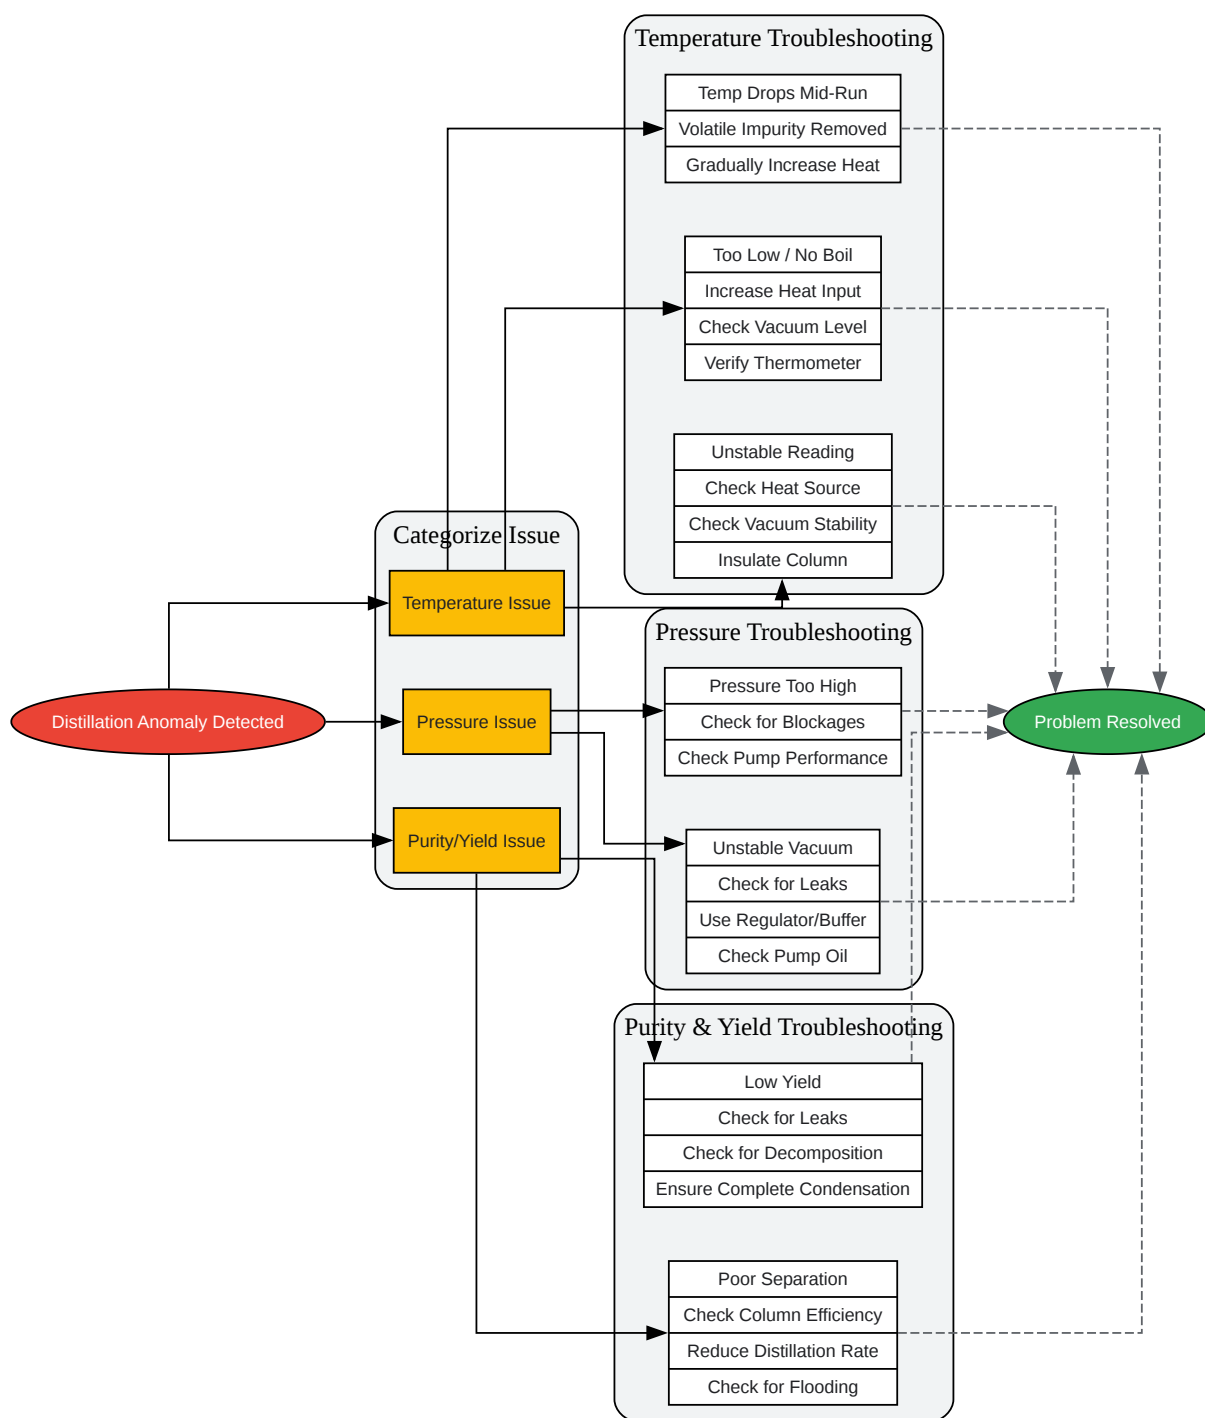 Temperature Troubleshooting
Temp Drops Mid-Run
Volatile Impurity Removed
Gradually Increase Heat
Too Low / No Boil
Increase Heat Input
Check Vacuum Level
Verify Thermometer
Unstable Reading
Check Heat Source
Check Vacuum Stability
Insulate Column
Categorize Issue
Temperature Issue
Pressure Issue
Purity/Yield Issue
Distillation Anomaly Detected
Pressure Troubleshooting
Pressure Too High
Check for Blockages
Check Pump Performance
Unstable Vacuum
Check for Leaks
Use Regulator/Buffer
Check Pump Oil
Problem Resolved
Purity & Yield Troubleshooting
Low Yield
Check for Leaks
Check for Decomposition
Ensure Complete Condensation
Poor Separation
Check Column Efficiency
Reduce Distillation Rate
Check for Flooding